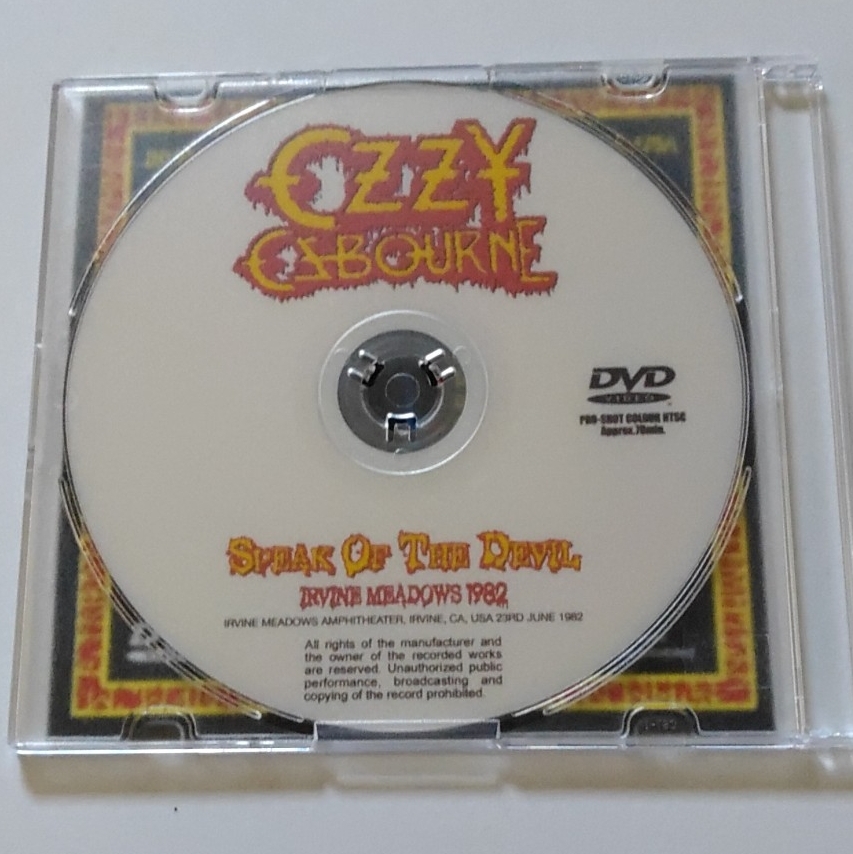 OZZY
OSBOURNE
DVD
VIDEO
PRO-SHOT COLOUR NTSC
Approx.70min.
SPEAK OF THE DEVIL
IRVINE MEADOWS 1982
IRVINE MEADOWS AMPHITHEATER, IRVINE, CA, USA 23RD JUNE 1982
All rights of the manufacturer and
the owner of the recorded works
are reserved. Unauthorized public
performance, broadcasting and
copying of the record prohibited.